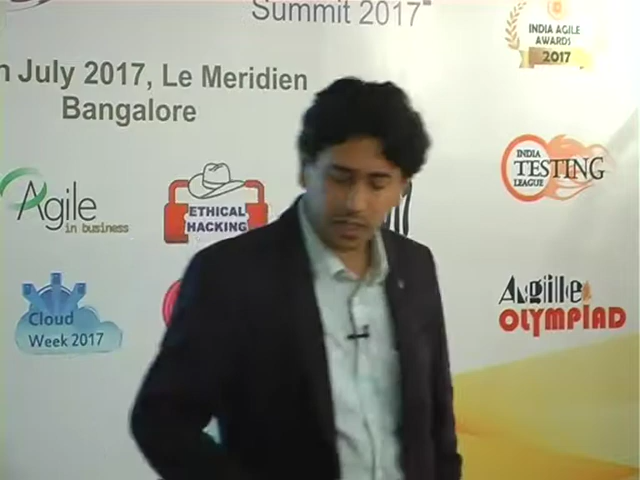 Summit 2017"
July 2017, Le Meridien
Bangalore
INDIA AGILE
AWARDS
2017
INDIA
TESTING
LEAGUE
Agile
in business
ETHICAL
HACKING
Cloud
Week 2017
Agille
OLYMPIAD